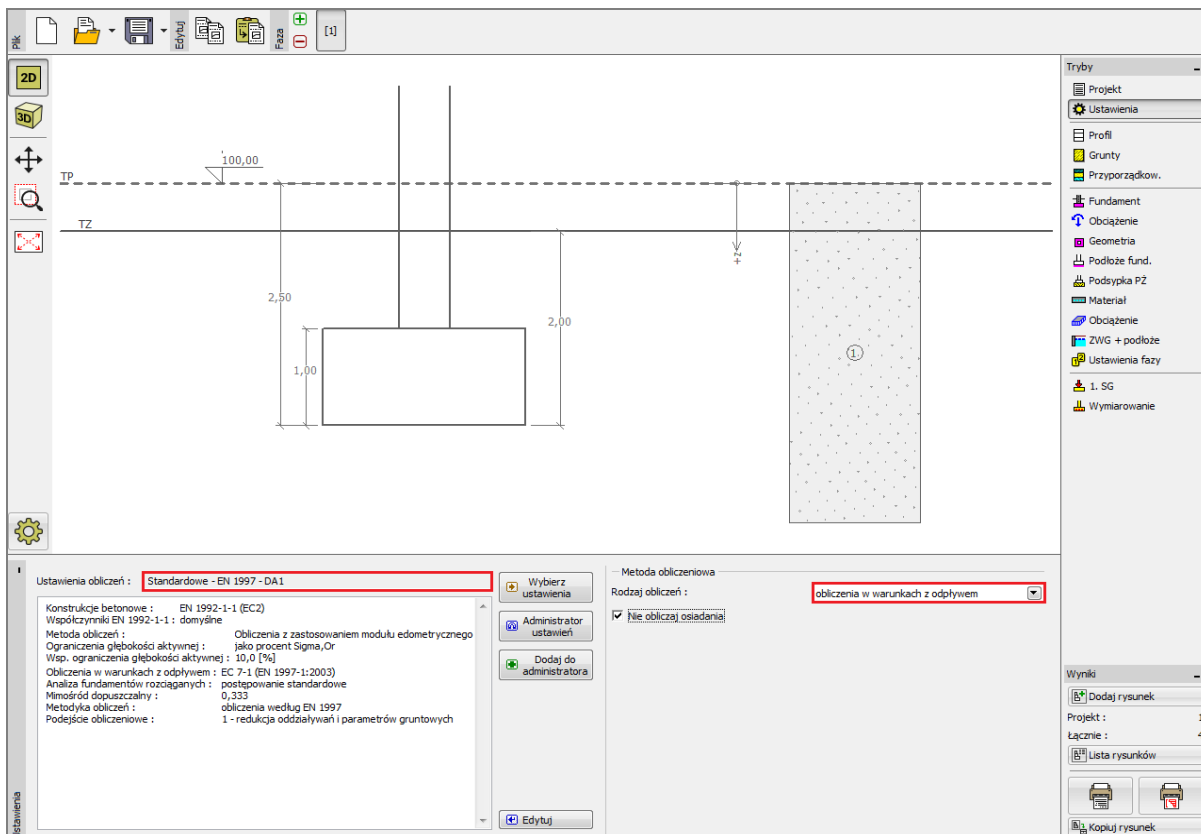 Plik
Edytuj
Faza
[1]
2D
3D
TP
100,00
TZ
+z
2,50
2,00
1,00
1.
Tryby
Projekt
Ustawienia
Profil
Grunty
Przyporządkow.
Fundament
Obciążenie
Geometria
Podłoże fund.
Podsypka PŻ
Materiał
Obciążenie
ZWG + podłoże
Ustawienia fazy
1. SG
Wymiarowanie
Ustawienia obliczeń : Standardowe - EN 1997 - DA1
Konstrukcje betonowe : EN 1992-1-1 (EC2)
Współczynniki EN 1992-1-1 : domyślne
Metoda obliczeń : Obliczenia z zastosowaniem modułu edometrycznego
Ograniczenia głębokości aktywnej : jako procent Sigma,Or
Wsp. ograniczenia głębokości aktywnej : 10,0 [%]
Obliczenia w warunkach z odpływem : EC 7-1 (EN 1997-1:2003)
Analiza fundamentów rozciąganych : postępowanie standardowe
Mimośród dopuszczalny : 0,333
Metodyka obliczeń : obliczenia według EN 1997
Podejście obliczeniowe : 1 - redukcja oddziaływań i parametrów gruntowych
Wybierz
ustawienia
Administrator
ustawień
Dodaj do
administratora
Edytuj
Metoda obliczeniowa
Rodzaj obliczeń : obliczenia w warunkach z odpływem
Nie obliczaj osiadania
Wyniki
Dodaj rysunek
Projekt : 1
Łącznie : 4
Lista rysunków
Kopiuj rysunek